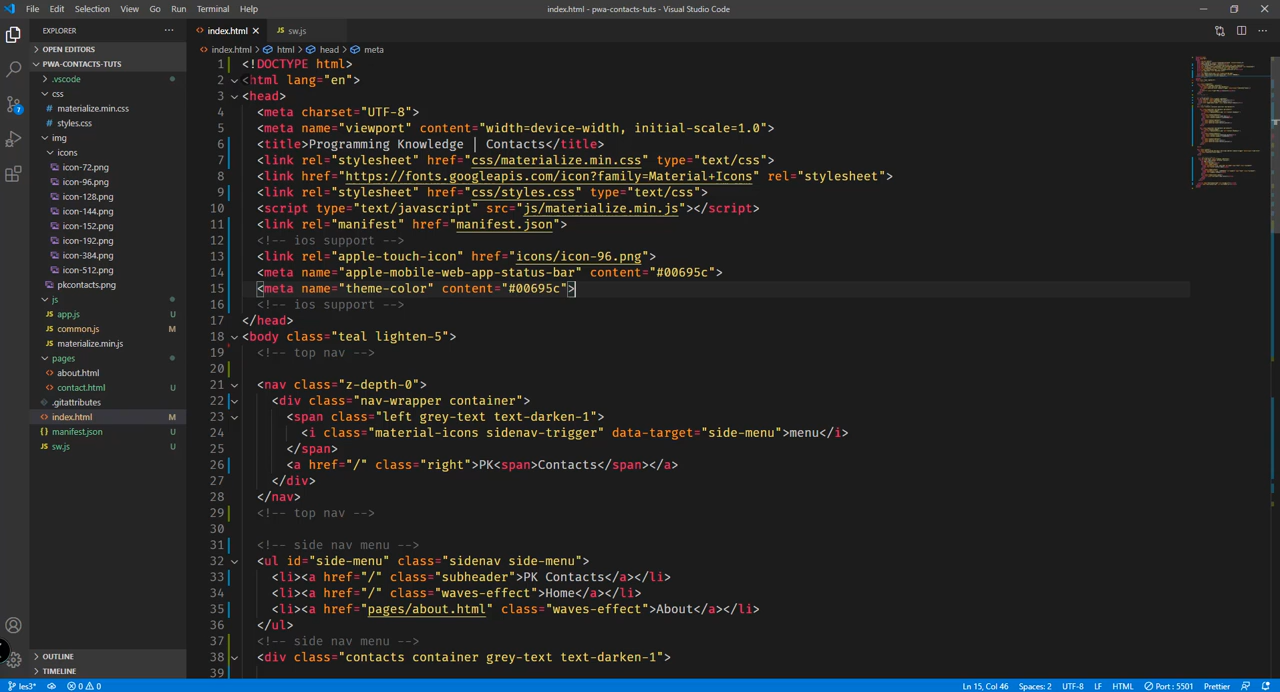 File Edit Selection View Go Run Terminal Help
index.html - pwa-contacts-tuts - Visual Studio Code
EXPLORER
OPEN EDITORS
PWA-CONTACTS-TUTS
.vscode
css
materialize.min.css
styles.css
img
icons
icon-72.png
icon-96.png
icon-128.png
icon-144.png
icon-152.png
icon-192.png
icon-384.png
icon-512.png
pkcontacts.png
js
app.js U
common.js M
materialize.min.js
pages
about.html
contact.html U
.gitattributes
index.html M
manifest.json U
sw.js U
OUTLINE
TIMELINE
7
index.html JS sw.js
index.html > html > head > meta
1 <!DOCTYPE html>
2 <html lang="en">
3 <head>
4 <meta charset="UTF-8">
5 <meta name="viewport" content="width=device-width, initial-scale=1.0">
6 <title>Programming Knowledge | Contacts</title>
7 <link rel="stylesheet" href="css/materialize.min.css" type="text/css">
8 <link href="https://fonts.googleapis.com/icon?family=Material+Icons" rel="stylesheet">
9 <link rel="stylesheet" href="css/styles.css" type="text/css">
10 <script type="text/javascript" src="js/materialize.min.js"></script>
11 <link rel="manifest" href="manifest.json">
12 <!-- ios support -->
13 <link rel="apple-touch-icon" href="icons/icon-96.png">
14 <meta name="apple-mobile-web-app-status-bar" content="#00695c">
15 <meta name="theme-color" content="#00695c">
16 <!-- ios support -->
17 </head>
18 <body class="teal lighten-5">
19 <!-- top nav -->
20
21 <nav class="z-depth-0">
22 <div class="nav-wrapper container">
23 <span class="left grey-text text-darken-1">
24 <i class="material-icons sidenav-trigger" data-target="side-menu">menu</i>
25 </span>
26 <a href="/" class="right">PK<span>Contacts</span></a>
27 </div>
28 </nav>
29 <!-- top nav -->
30
31 <!-- side nav menu -->
32 <ul id="side-menu" class="sidenav side-menu">
33 <li><a href="/" class="subheader">PK Contacts</a></li>
34 <li><a href="/" class="waves-effect">Home</a></li>
35 <li><a href="pages/about.html" class="waves-effect">About</a></li>
36 </ul>
37 <!-- side nav menu -->
38 <div class="contacts container grey-text text-darken-1">
39
les3* 0 0 Ln 15, Col 46 Spaces: 2 UTF-8 LF HTML Port : 5501 Prettier